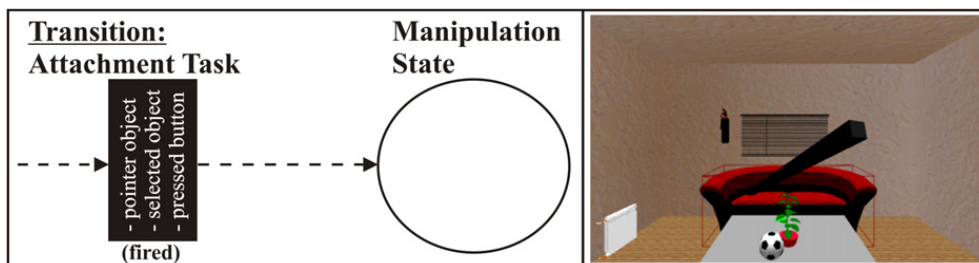 Transition:
Attachment Task
- pointer object
- selected object
- pressed button
(fired)
Manipulation
State